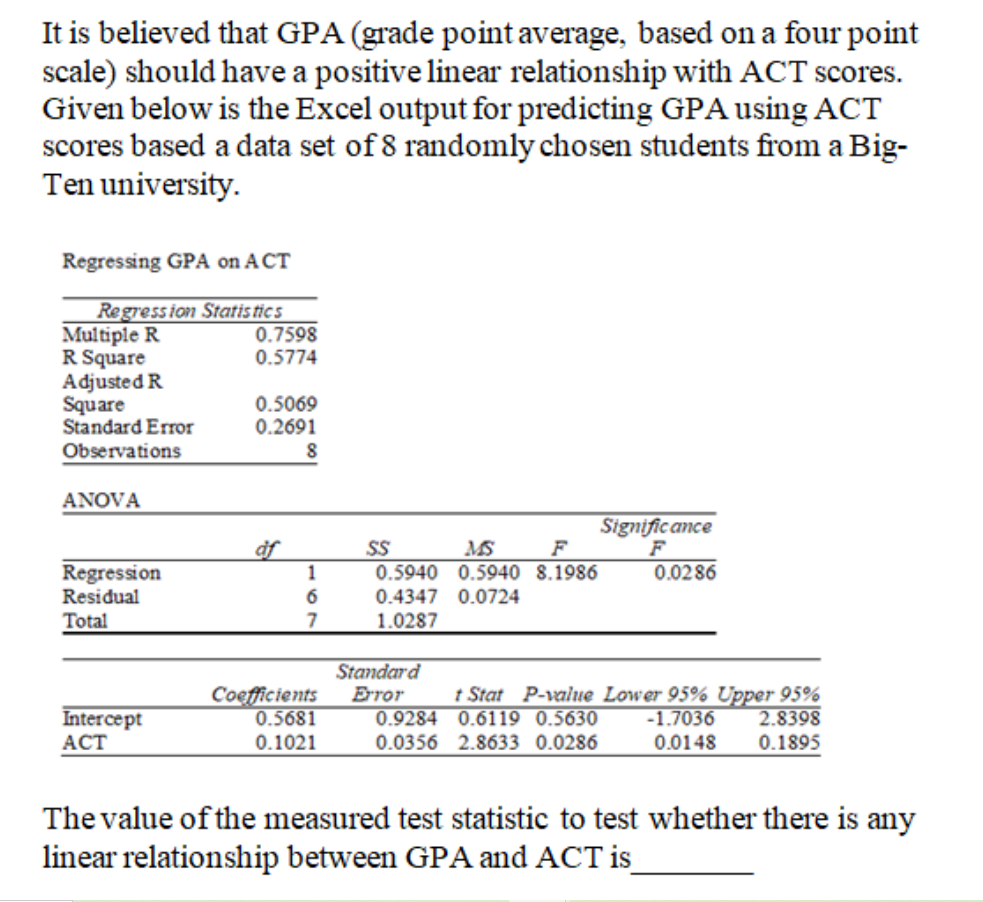 It is believed that GPA (grade point average, based on a four point
scale) should have a positive linear relationship with ACT scores.
Given below is the Excel output for predicting GPA using ACT
scores based a data set of 8 randomly chosen students from a Big-
Ten university.
Regressing GPA on ACT
Regression Statistics
Multiple R 0.7598
R Square 0.5774
Adjusted R
Square 0.5069
Standard Error 0.2691
Observations 8
ANOVA
Significance
df SS MS F F
Regression 1 0.5940 0.5940 8.1986 0.0286
Residual 6 0.4347 0.0724
Total 7 1.0287
Standard
Coefficients Error t Stat P-value Lower 95% Upper 95%
Intercept 0.5681 0.9284 0.6119 0.5630 -1.7036 2.8398
ACT 0.1021 0.0356 2.8633 0.0286 0.0148 0.1895
The value of the measured test statistic to test whether there is any
linear relationship between GPA and ACT is________